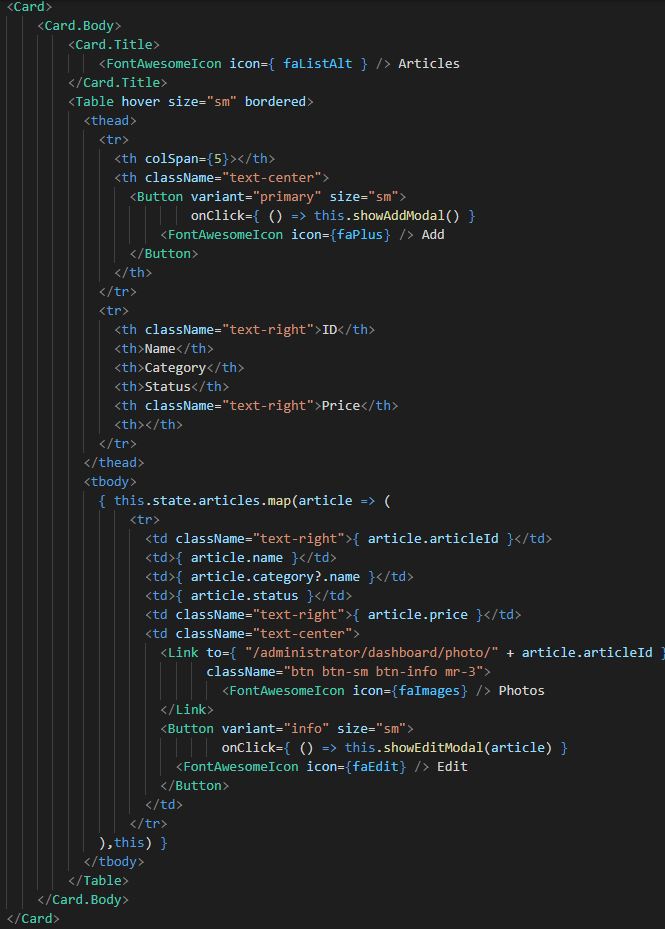 <Card>
<Card.Body>
<Card.Title>
<FontAwesomeIcon icon={ faListAlt } /> Articles
</Card.Title>
<Table hover size="sm" bordered>
<thead>
<tr>
<th colSpan={5}></th>
<th className="text-center">
<Button variant="primary" size="sm"
onClick={ () => this.showAddModal() }
<FontAwesomeIcon icon={faPlus} /> Add
</Button>
</th>
</tr>
<tr>
<th className="text-right">ID</th>
<th>Name</th>
<th>Category</th>
<th>Status</th>
<th className="text-right">Price</th>
<th></th>
</tr>
</thead>
<tbody>
{ this.state.articles.map(article => (
<tr>
<td className="text-right">{ article.articleId }</td>
<td>{ article.name }</td>
<td>{ article.category?.name }</td>
<td>{ article.status }</td>
<td className="text-right">{ article.price }</td>
<td className="text-center">
<Link to={ "/administrator/dashboard/photo/" + article.articleId }
className="btn btn-sm btn-info mr-3">
<FontAwesomeIcon icon={faImages} /> Photos
</Link>
<Button variant="info" size="sm">
onClick={ () => this.showEditModal(article) }
<FontAwesomeIcon icon={faEdit} /> Edit
</Button>
</td>
</tr>
),this) }
</tbody>
</Table>
</Card.Body>
</Card>